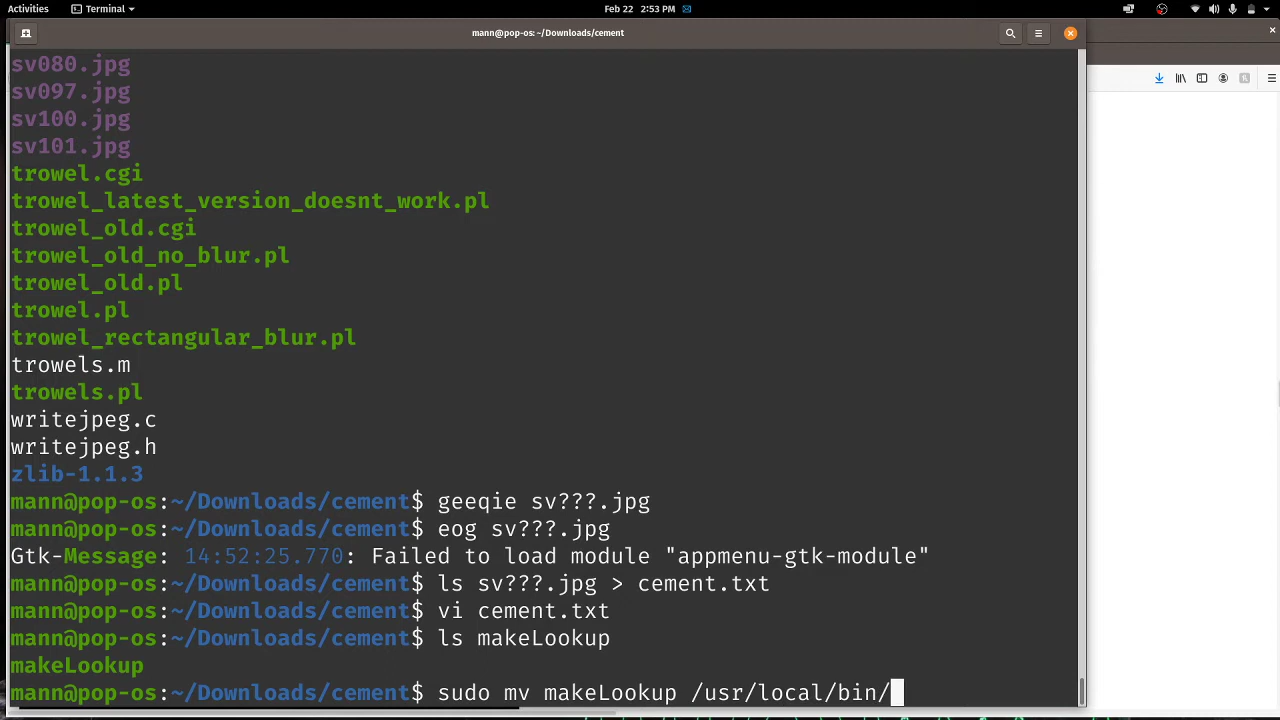 Activities Terminal Feb 22 2:53 PM
mann@pop-os: ~/Downloads/cement
sv080.jpg
sv097.jpg
sv100.jpg
sv101.jpg
trowel.cgi
trowel_latest_version_doesnt_work.pl
trowel_old.cgi
trowel_old_no_blur.pl
trowel_old.pl
trowel.pl
trowel_rectangular_blur.pl
trowels.m
trowels.pl
writejpeg.c
writejpeg.h
zlib-1.1.3
mann@pop-os:~/Downloads/cement$ geeqie sv???.jpg
mann@pop-os:~/Downloads/cement$ eog sv???.jpg
Gtk-Message: 14:52:25.770: Failed to load module "appmenu-gtk-module"
mann@pop-os:~/Downloads/cement$ ls sv???.jpg > cement.txt
mann@pop-os:~/Downloads/cement$ vi cement.txt
mann@pop-os:~/Downloads/cement$ ls makeLookup
makeLookup
mann@pop-os:~/Downloads/cement$ sudo mv makeLookup /usr/local/bin/